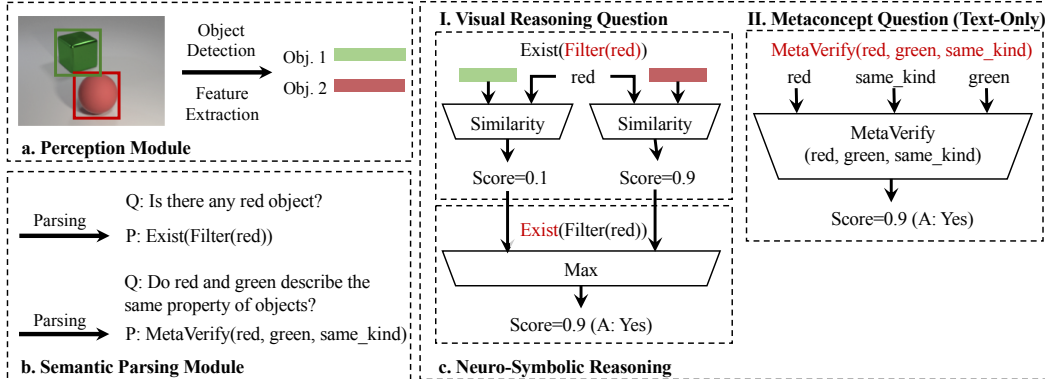 Object
Detection
Feature
Extraction
Obj. 1
Obj. 2
a. Perception Module
Parsing
Q: Is there any red object?
P: Exist(Filter(red))
Parsing
Q: Do red and green describe the
same property of objects?
P: MetaVerify(red, green, same_kind)
b. Semantic Parsing Module
I. Visual Reasoning Question
Exist(Filter(red))
red
Similarity
Similarity
Score=0.1
Score=0.9
Exist(Filter(red))
Max
Score=0.9 (A: Yes)
c. Neuro-Symbolic Reasoning
II. Metaconcept Question (Text-Only)
MetaVerify(red, green, same_kind)
red
same_kind
green
MetaVerify
(red, green, same_kind)
Score=0.9 (A: Yes)